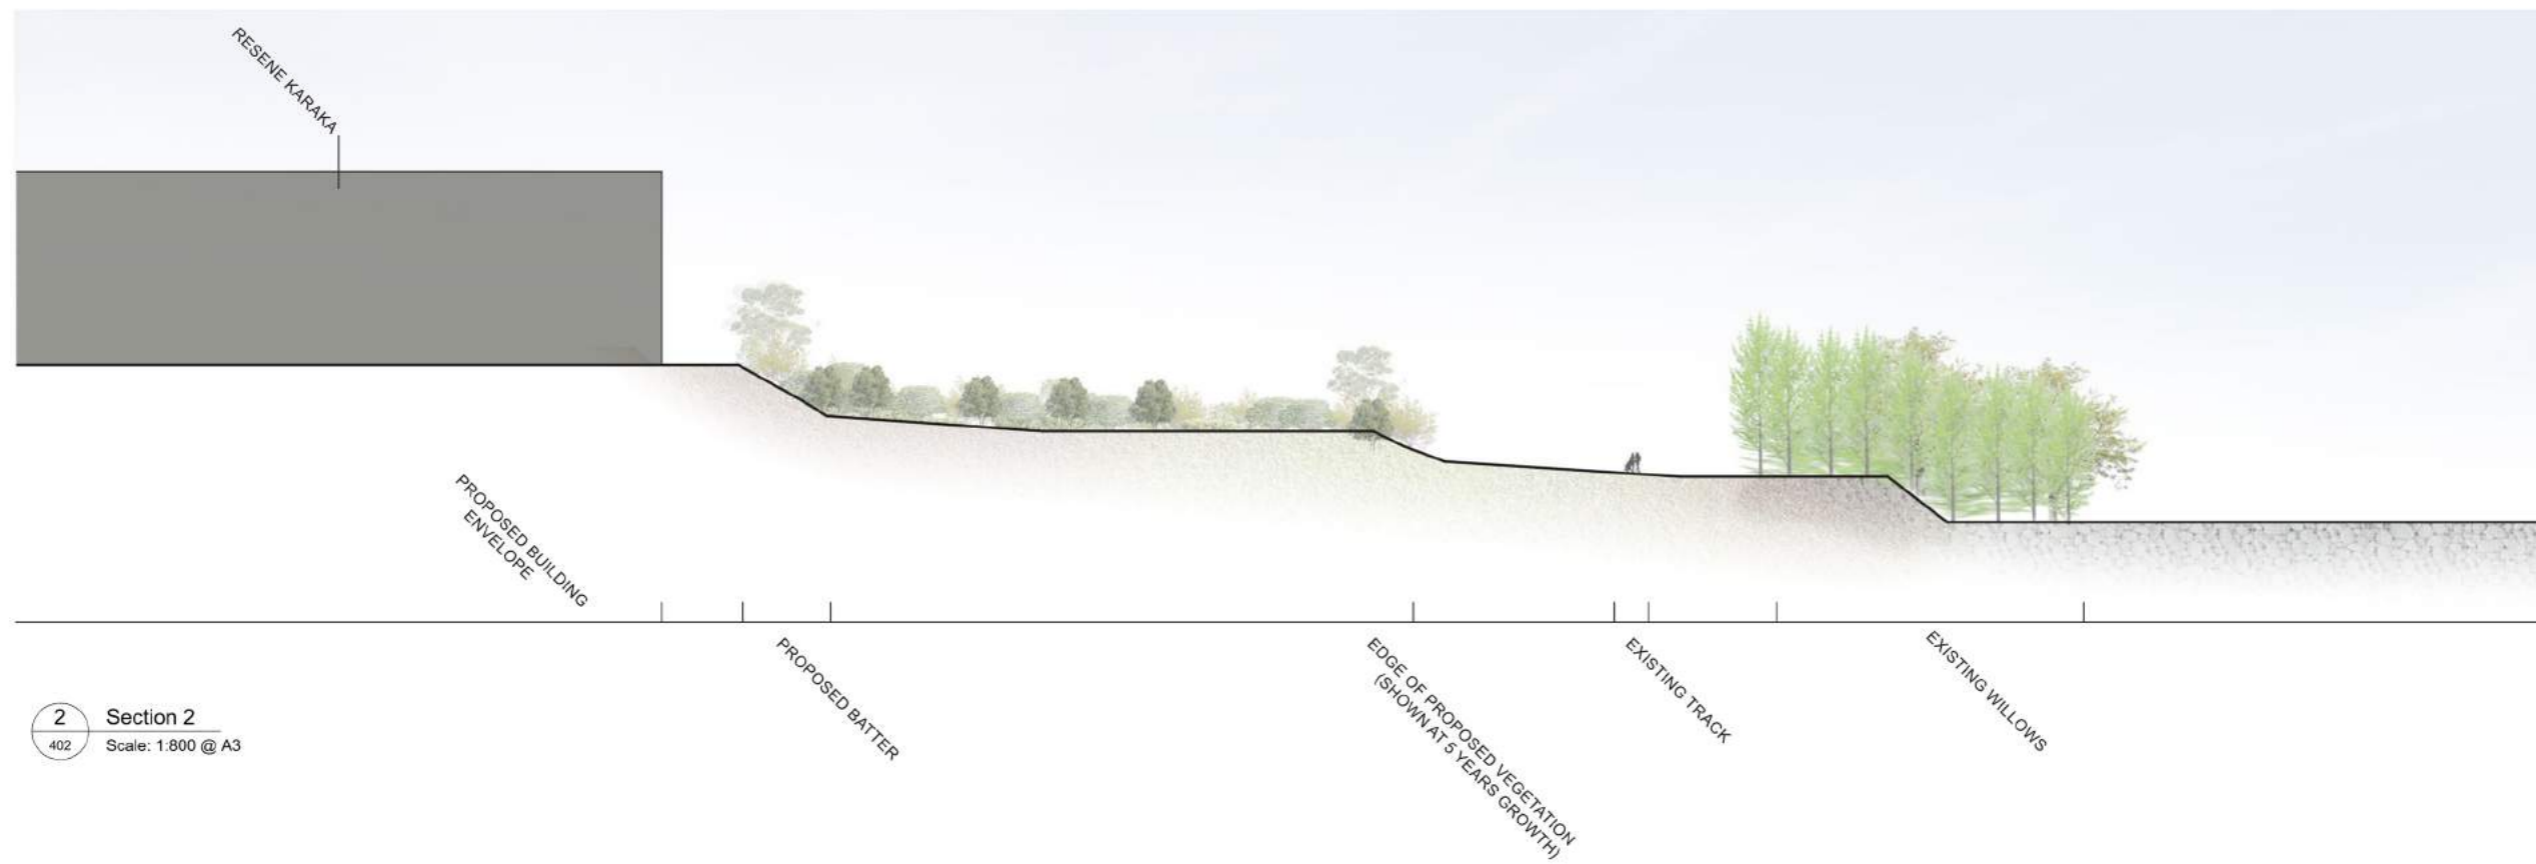 RESENE KARAKA
PROPOSED BUILDING
ENVELOPE
PROPOSED BATTER
EDGE OF PROPOSED VEGETATION
(SHOWN AT 5 YEARS GROWTH)
EXISTING TRACK
EXISTING WILLOWS
2
402
Section 2
Scale: 1:800 @ A3